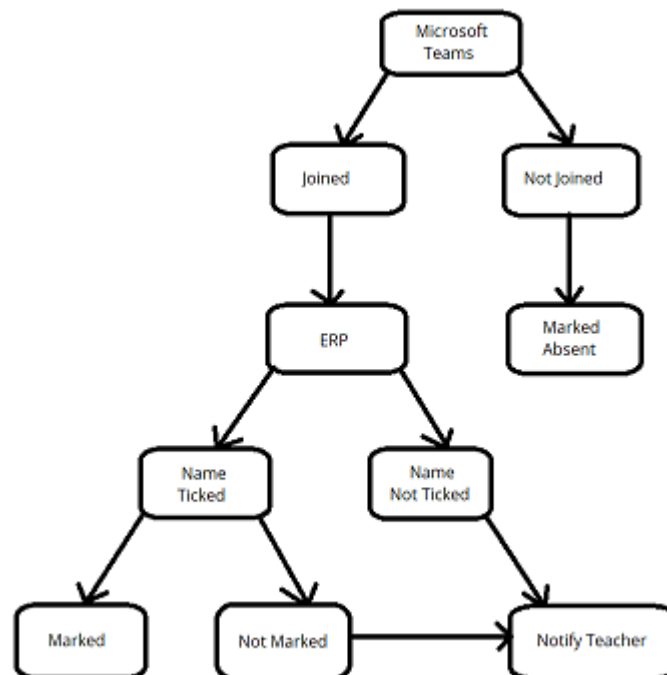 Microsoft
Teams
Joined
Not Joined
ERP
Marked
Absent
Name
Ticked
Name
Not Ticked
Marked
Not Marked
Notify Teacher